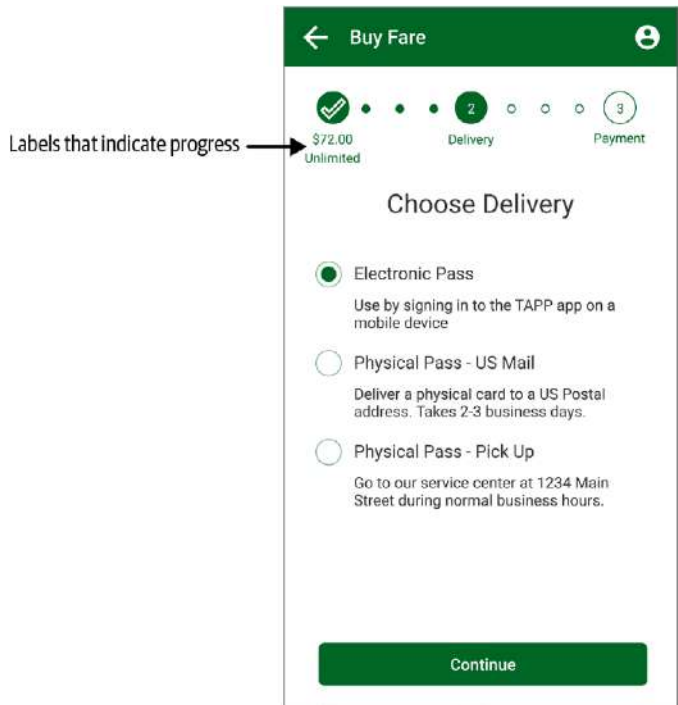 Buy Fare
2
3
$72.00
Unlimited
Delivery
Payment
Labels that indicate progress
Choose Delivery
Electronic Pass
Use by signing in to the TAPP app on a
mobile device
Physical Pass - US Mail
Deliver a physical card to a US Postal
address. Takes 2-3 business days.
Physical Pass - Pick Up
Go to our service center at 1234 Main
Street during normal business hours.
Continue